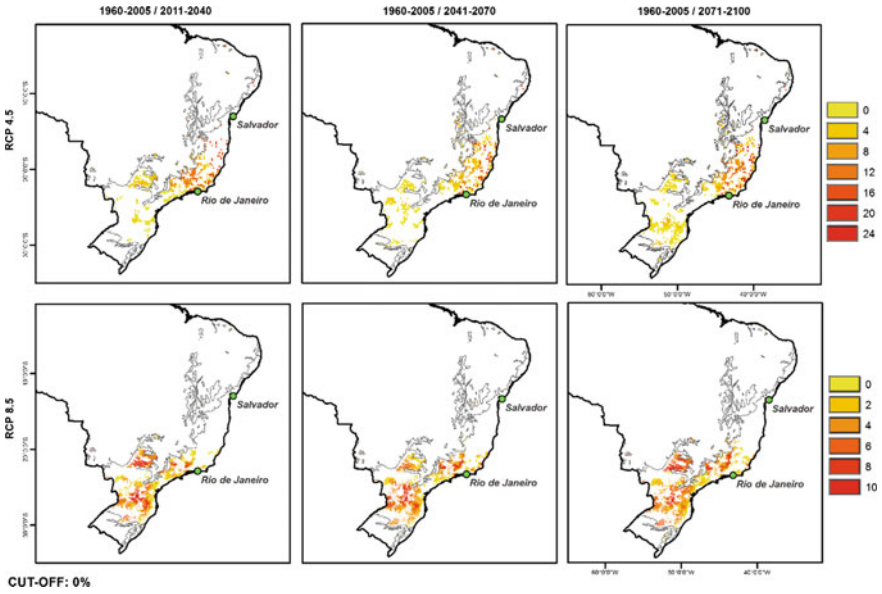 1960-2005 / 2011-2040
1960-2005 / 2041-2070
1960-2005 / 2071-2100
RCP 4.5
Salvador
Rio de Janeiro
Salvador
Rio de Janeiro
Salvador
Rio de Janeiro
0
4
8
12
16
20
24
RCP 8.5
Salvador
Rio de Janeiro
Salvador
Rio de Janeiro
Salvador
Rio de Janeiro
0
2
4
6
8
10
CUT-OFF: 0%